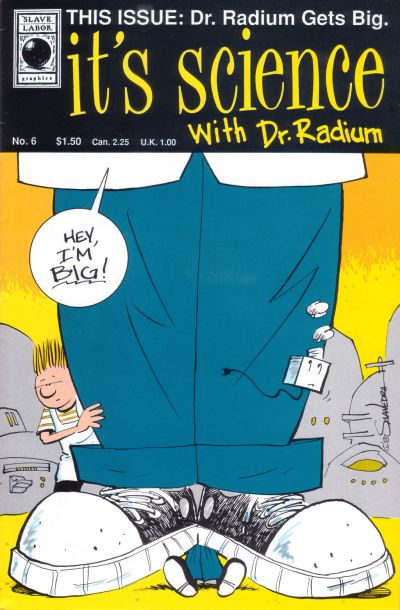 SLAVE
LABOR
graphics
THIS ISSUE: Dr. Radium Gets Big.
it's science
with Dr. Radium
No. 6 $1.50 Can. 2.25 U.K. 1.00
HEY,
I'M
BIG!
SAAVEDRA